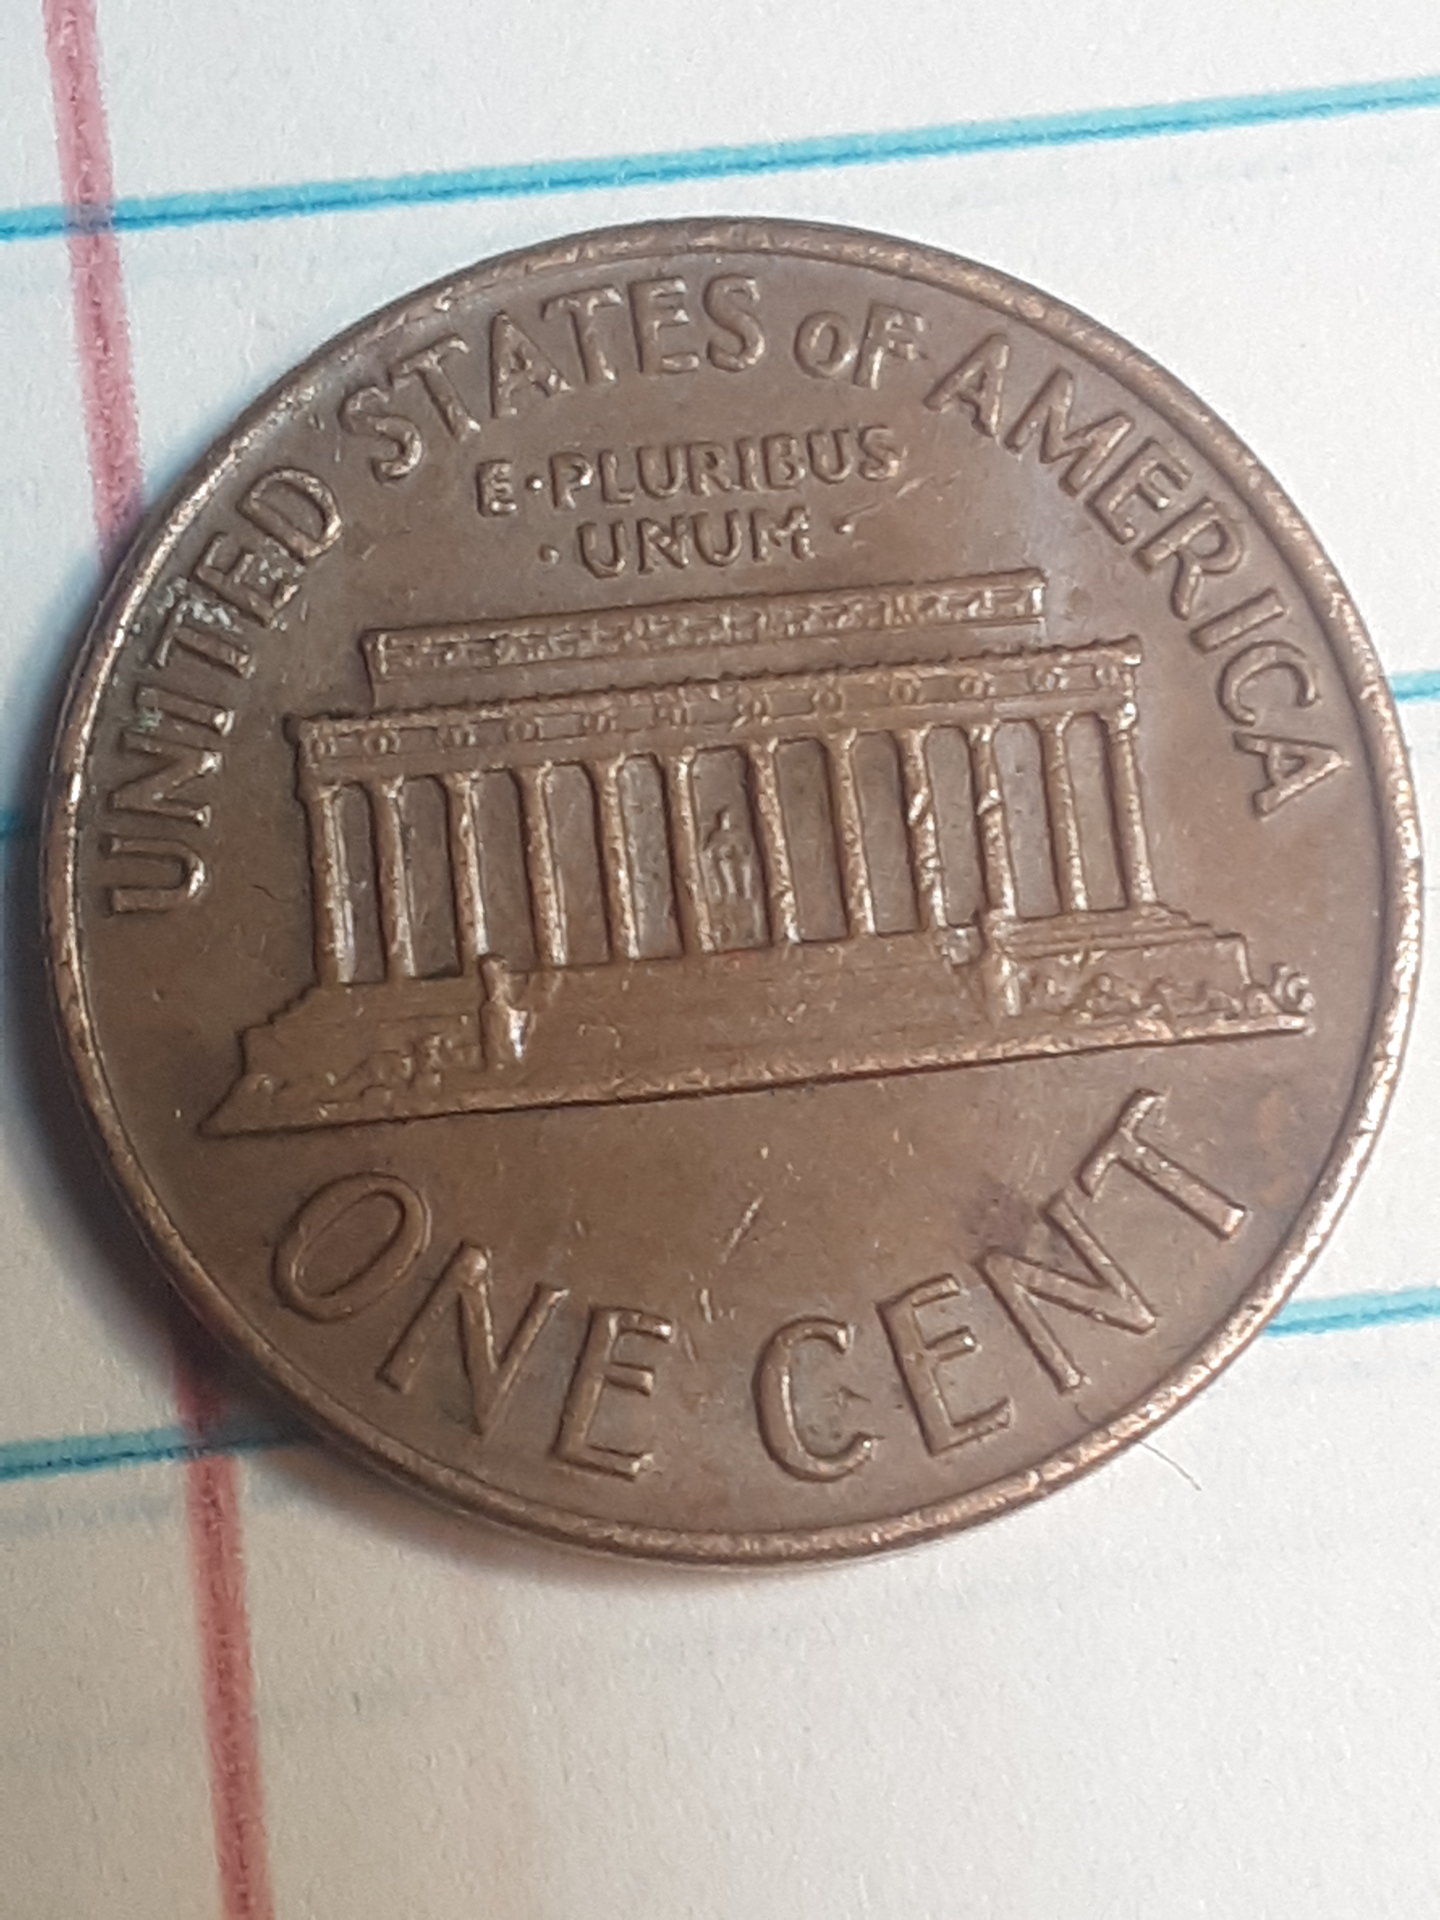 UNITED STATES OF AMERICA
E·PLURIBUS
·UNUM·
ONE CENT